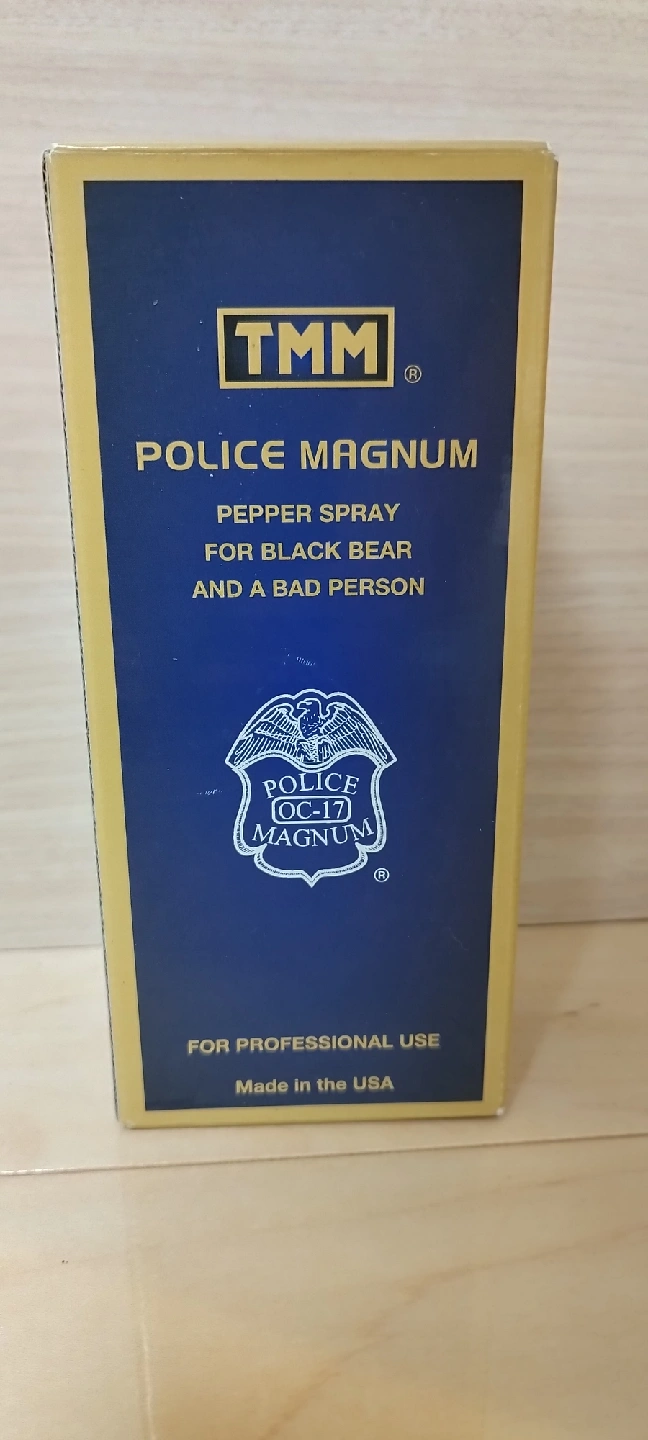 TMM
®
POLICE MAGNUM
PEPPER SPRAY
FOR BLACK BEAR
AND A BAD PERSON
POLICE
OC-17
MAGNUM
®
FOR PROFESSIONAL USE
Made in the USA